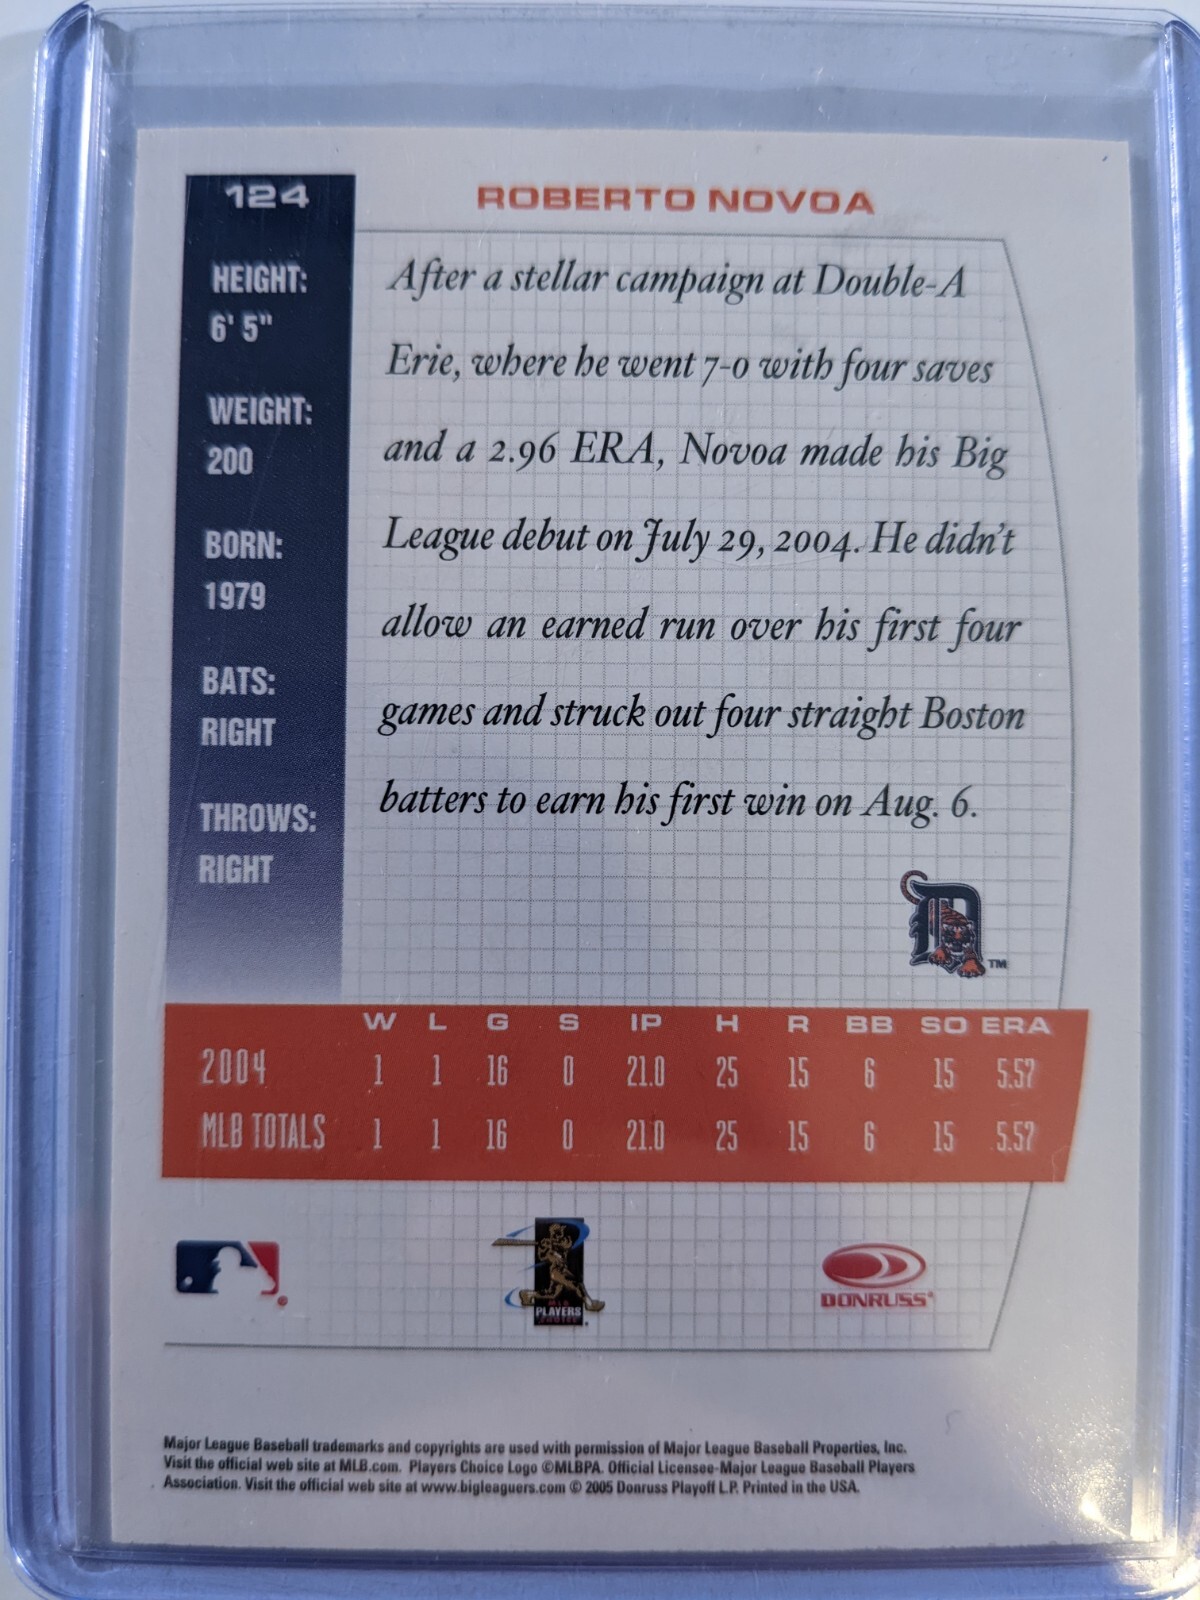 124
ROBERTO NOVOA
HEIGHT:
6' 5"
WEIGHT:
200
BORN:
1979
BATS:
RIGHT
THROWS:
RIGHT
After a stellar campaign at Double-A
Erie, where he went 7-0 with four saves
and a 2.96 ERA, Novoa made his Big
League debut on July 29, 2004. He didn't
allow an earned run over his first four
games and struck out four straight Boston
batters to earn his first win on Aug. 6.
D TM
W L G S IP H R BB SO ERA
2004 1 1 16 0 21.0 25 15 6 15 5.57
MLB TOTALS 1 1 16 0 21.0 25 15 6 15 5.57
MLB
PLAYERS
CHOICE
DONRUSS®
Major League Baseball trademarks and copyrights are used with permission of Major League Baseball Properties, Inc.
Visit the official web site at MLB.com. Players Choice Logo ©MLBPA. Official Licensee-Major League Baseball Players
Association. Visit the official web site at www.bigleaguers.com © 2005 Donruss Playoff L.P. Printed in the USA.